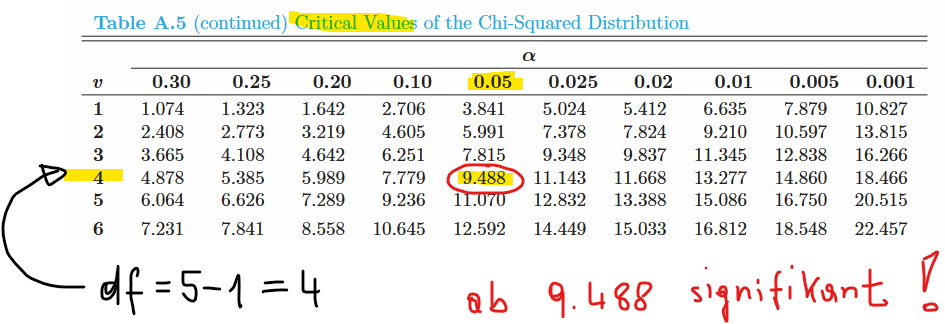 Table A.5 (continued) Critical Values of the Chi-Squared Distribution
α
v 0.30 0.25 0.20 0.10 0.05 0.025 0.02 0.01 0.005 0.001
1 1.074 1.323 1.642 2.706 3.841 5.024 5.412 6.635 7.879 10.827
2 2.408 2.773 3.219 4.605 5.991 7.378 7.824 9.210 10.597 13.815
3 3.665 4.108 4.642 6.251 7.815 9.348 9.837 11.345 12.838 16.266
4 4.878 5.385 5.989 7.779 9.488 11.143 11.668 13.277 14.860 18.466
5 6.064 6.626 7.289 9.236 11.070 12.832 13.388 15.086 16.750 20.515
6 7.231 7.841 8.558 10.645 12.592 14.449 15.033 16.812 18.548 22.457
df = 5-1 = 4 ab 9.488 signifikant !